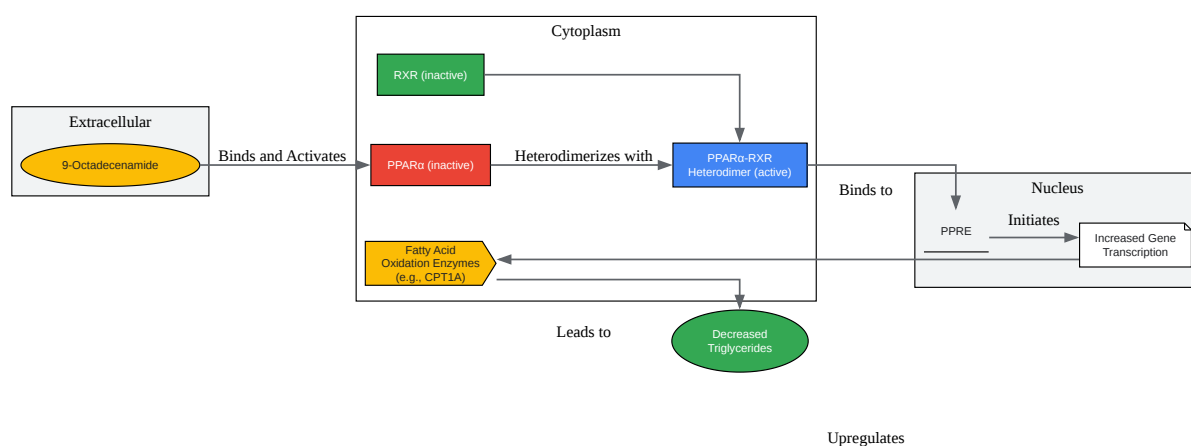 Cytoplasm
RXR (inactive)
Extracellular
9-Octadecenamide
Binds and Activates
PPARα (inactive)
Heterodimerizes with
PPARα-RXR
Heterodimer (active)
Binds to
Nucleus
PPRE
Initiates
Increased Gene
Transcription
Fatty Acid
Oxidation Enzymes
(e.g., CPT1A)
Leads to
Decreased
Triglycerides
Upregulates